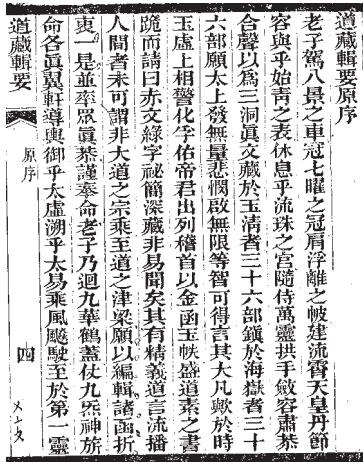 道藏輯要原序
老子駕八景之車冠七曜之冠肩浮離之帔建流香天皇丹節
容與乎始青之表休息乎流珠之宮隨侍萬靈拱手斂容肅恭
合聲以為三洞真文藏於玉清者三十六部鎮於海嶽者三十
六部願太上發無量悲憫啟無限等智可得言其大凡歟於時
玉虛上相警化孚佑帝君出列稽首以金函玉帙盛道素之書
跪而請曰赤文綠字祕簡深藏非易聞矣其有精義道言流播
人間者未可謂非大道之宗乘至道之津梁願以編輯諸函折
衷一是並率眾眞恭謹奉命老子乃迴九華鶴蓋仗九炁神旂
命各眞翼軒導輿御乎太虛溯乎太易乘風飈駛至於第一靈
道藏輯要
原序
四